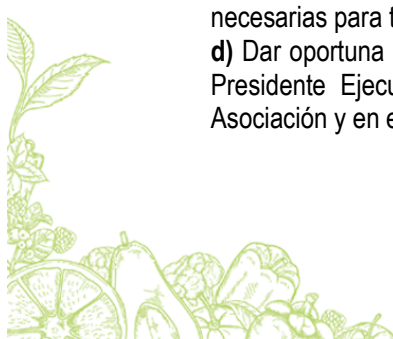 necesarias para t
d) Dar oportuna
Presidente Ejecu
Asociación y en e